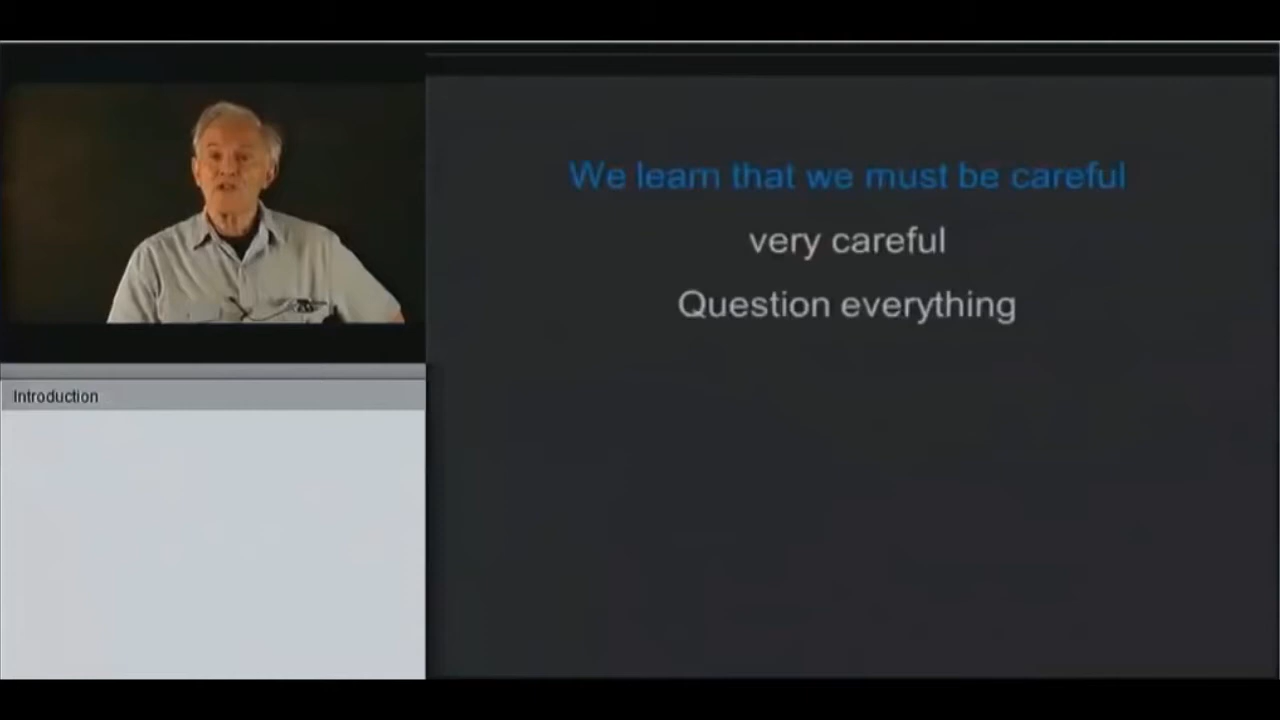 We learn that we must be careful
very careful
Question everything
Introduction